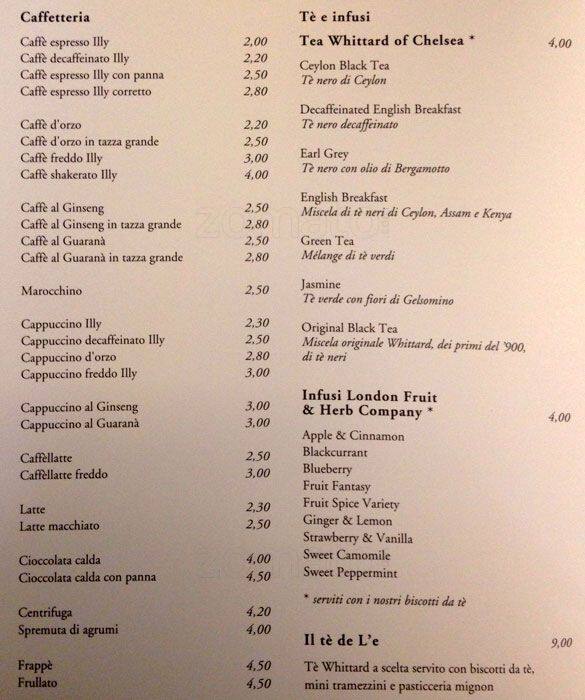 Caffetteria
Caffè espresso Illy 2,00
Caffè decaffeinato Illy 2,20
Caffè espresso Illy con panna 2,50
Caffè espresso Illy corretto 2,80
Caffè d'orzo 2,20
Caffè d'orzo in tazza grande 2,50
Caffè freddo Illy 3,00
Caffè shakerato Illy 4,00
Caffè al Ginseng 2,50
Caffè al Ginseng in tazza grande 2,80
Caffè al Guaranà 2,50
Caffè al Guaranà in tazza grande 2,80
Marocchino 2,50
Cappuccino Illy 2,30
Cappuccino decaffeinato Illy 2,50
Cappuccino d'orzo 2,80
Cappuccino freddo Illy 3,00
Cappuccino al Ginseng 3,00
Cappuccino al Guaranà 3,00
Caffèllatte 2,50
Caffèllatte freddo 3,00
Latte 2,30
Latte macchiato 2,50
Cioccolata calda 4,00
Cioccolata calda con panna 4,50
Centrifuga 4,20
Spremuta di agrumi 4,00
Frappè 4,50
Frullato 4,50
Tè e infusi
Tea Whittard of Chelsea * 4,00
Ceylon Black Tea
Tè nero di Ceylon
Decaffeinated English Breakfast
Tè nero decaffeinato
Earl Grey
Tè nero con olio di Bergamotto
English Breakfast
Miscela di tè neri di Ceylon, Assam e Kenya
Green Tea
Mélange di tè verdi
Jasmine
Tè verde con fiori di Gelsomino
Original Black Tea
Miscela originale Whittard, dei primi del '900,
di tè neri
Infusi London Fruit
& Herb Company * 4,00
Apple & Cinnamon
Blackcurrant
Blueberry
Fruit Fantasy
Fruit Spice Variety
Ginger & Lemon
Strawberry & Vanilla
Sweet Camomile
Sweet Peppermint
* serviti con i nostri biscotti da tè
Il tè de L'e 9,00
Tè Whittard a scelta servito con biscotti da tè,
mini tramezzini e pasticceria mignon